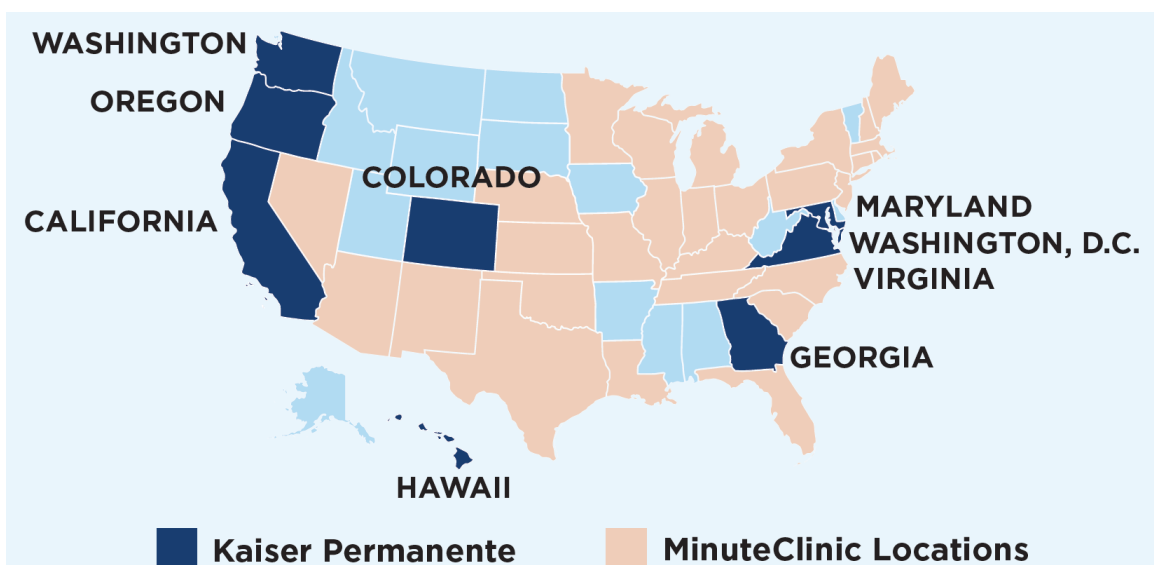 WASHINGTON
OREGON
COLORADO
CALIFORNIA
MARYLAND
WASHINGTON, D.C.
VIRGINIA
GEORGIA
HAWAII
Kaiser Permanente
MinuteClinic Locations